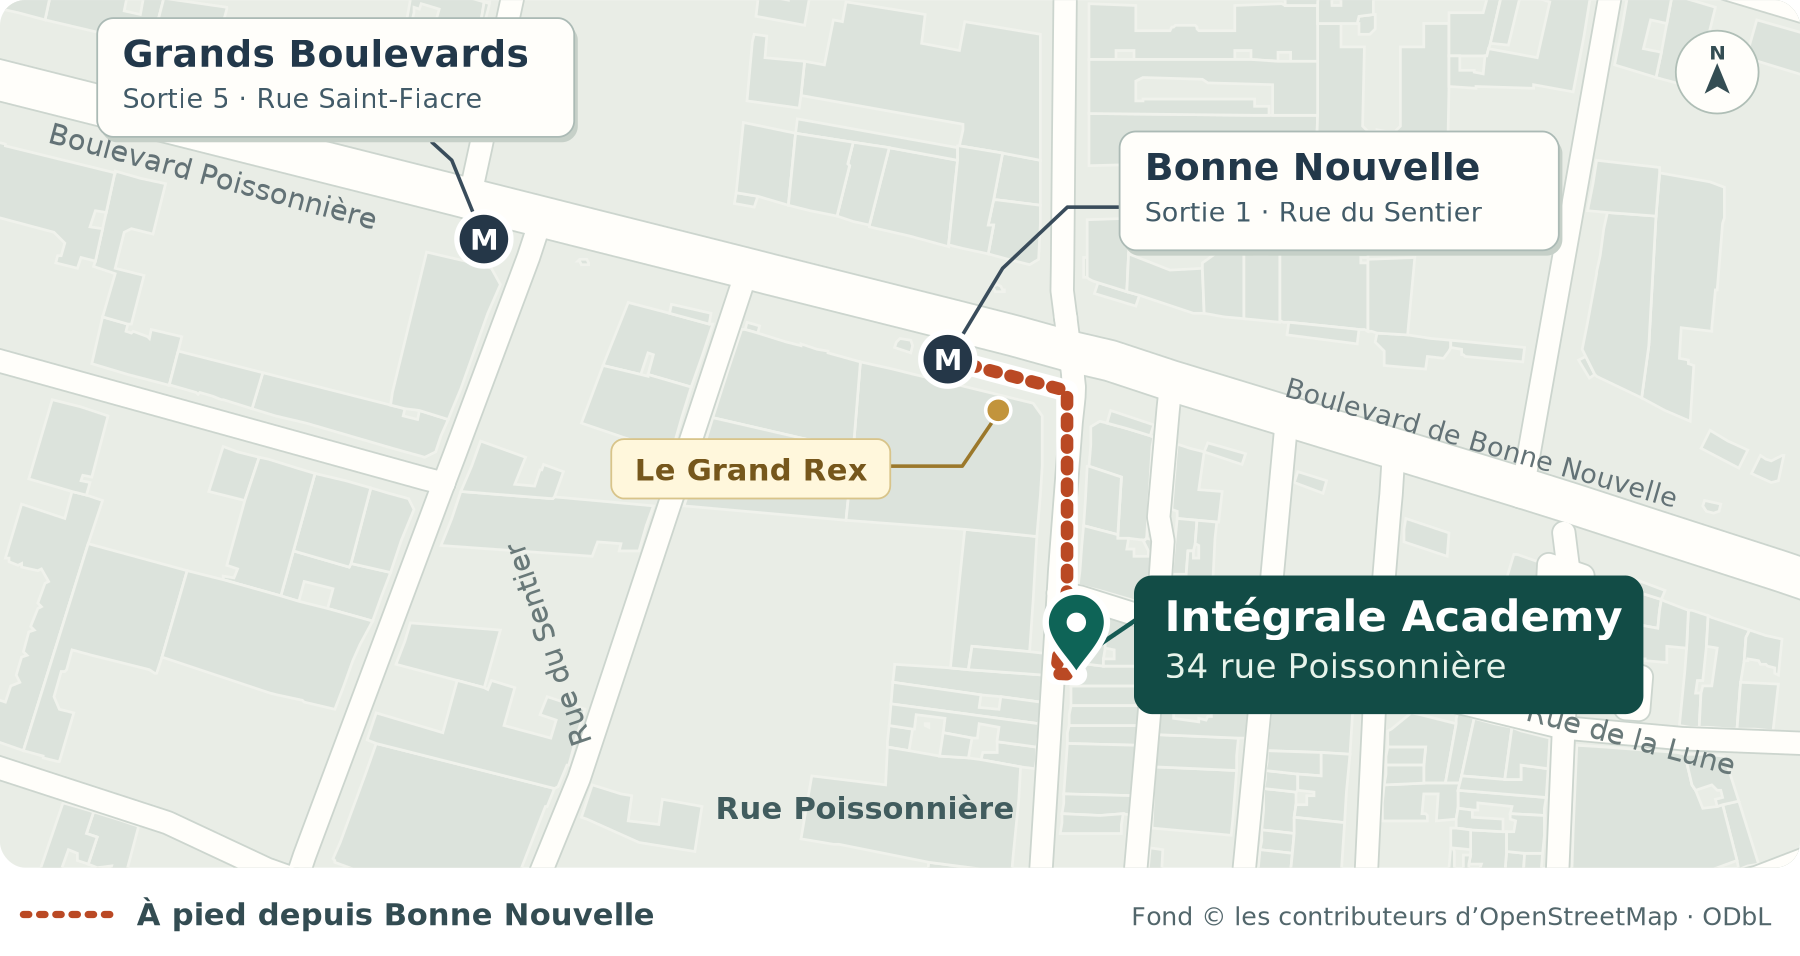 Grands Boulevards
Sortie 5 · Rue Saint-Fiacre
N
Boulevard Poissonnière
Bonne Nouvelle
Sortie 1 · Rue du Sentier
M
M
Boulevard de Bonne Nouvelle
Le Grand Rex
Rue du Sentier
Intégrale Academy
34 rue Poissonnière
Rue de la Lune
Rue Poissonnière
À pied depuis Bonne Nouvelle
Fond © les contributeurs d’OpenStreetMap · ODbL